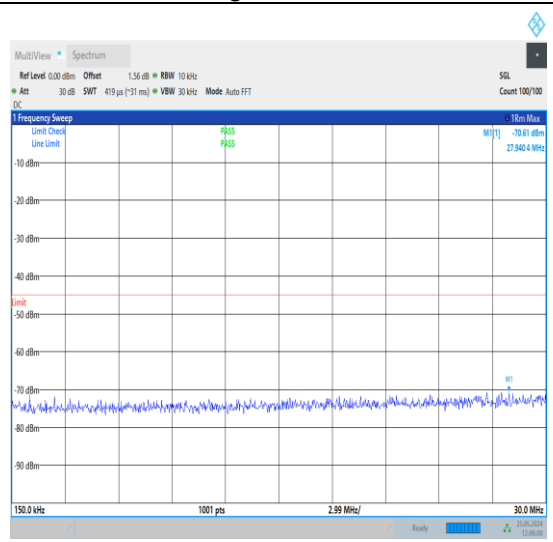 MultiView Spectrum
Ref Level 0.00 dBm Offset 1.56 dB RBW 10 kHz SGL
Att 30 dB SWT 419 µs (~31 ms) VBW 30 kHz Mode Auto FFT Count 100/100
DC
1 Frequency Sweep 1Rm Max
Limit Check PASS M1[1] -70.61 dBm
Line Limit PASS 27.940 4 MHz
-10 dBm
-20 dBm
-30 dBm
-40 dBm
Limit
-50 dBm
-60 dBm
M1
-70 dBm
-80 dBm
-90 dBm
150.0 kHz 1001 pts 2.99 MHz/ 30.0 MHz
Ready 25.05.2024
12:06:00